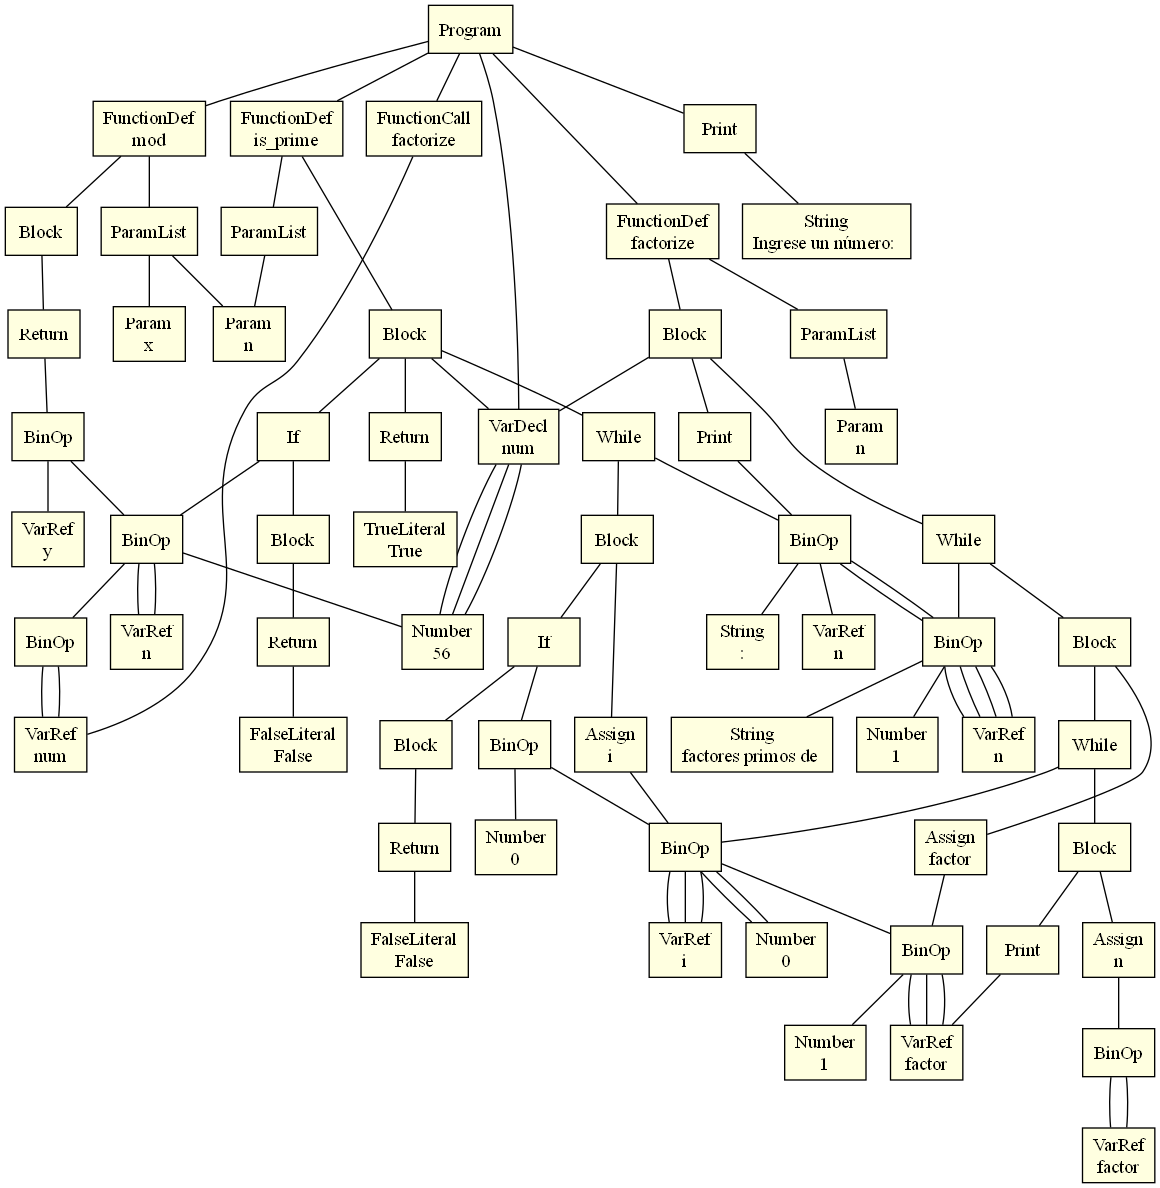 Program
FunctionDef
mod
FunctionDef
is_prime
FunctionCall
factorize
Print
Block
ParamList
ParamList
FunctionDef
factorize
String
Ingrese un número:
Return
Param
x
Param
n
Block
Block
ParamList
BinOp
If
Return
VarDecl
num
While
Print
Param
n
VarRef
y
BinOp
Block
TrueLiteral
True
Block
BinOp
While
BinOp
VarRef
n
Return
Number
56
If
String
:
VarRef
n
BinOp
Block
VarRef
num
FalseLiteral
False
Block
BinOp
Assign
i
String
factores primos de
Number
1
VarRef
n
While
Return
Number
0
BinOp
Assign
factor
Block
FalseLiteral
False
VarRef
i
Number
0
BinOp
Print
Assign
n
Number
1
VarRef
factor
BinOp
VarRef
factor